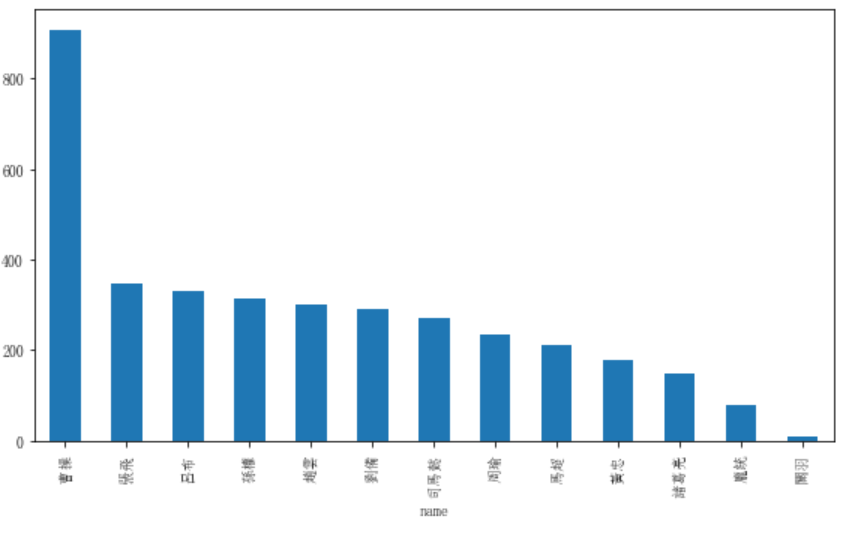 800
600
400
200
0
曹操
張飛
呂布
孫權
趙雲
劉備
司馬懿
周瑜
馬超
黃忠
諸葛亮
龐統
關羽
name